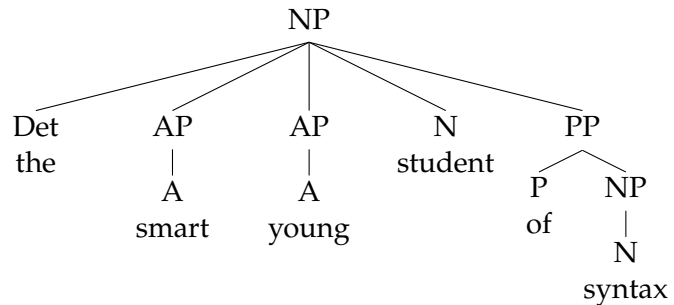 NP
Det AP AP N PP
the student
A A P NP
smart young of
N
syntax